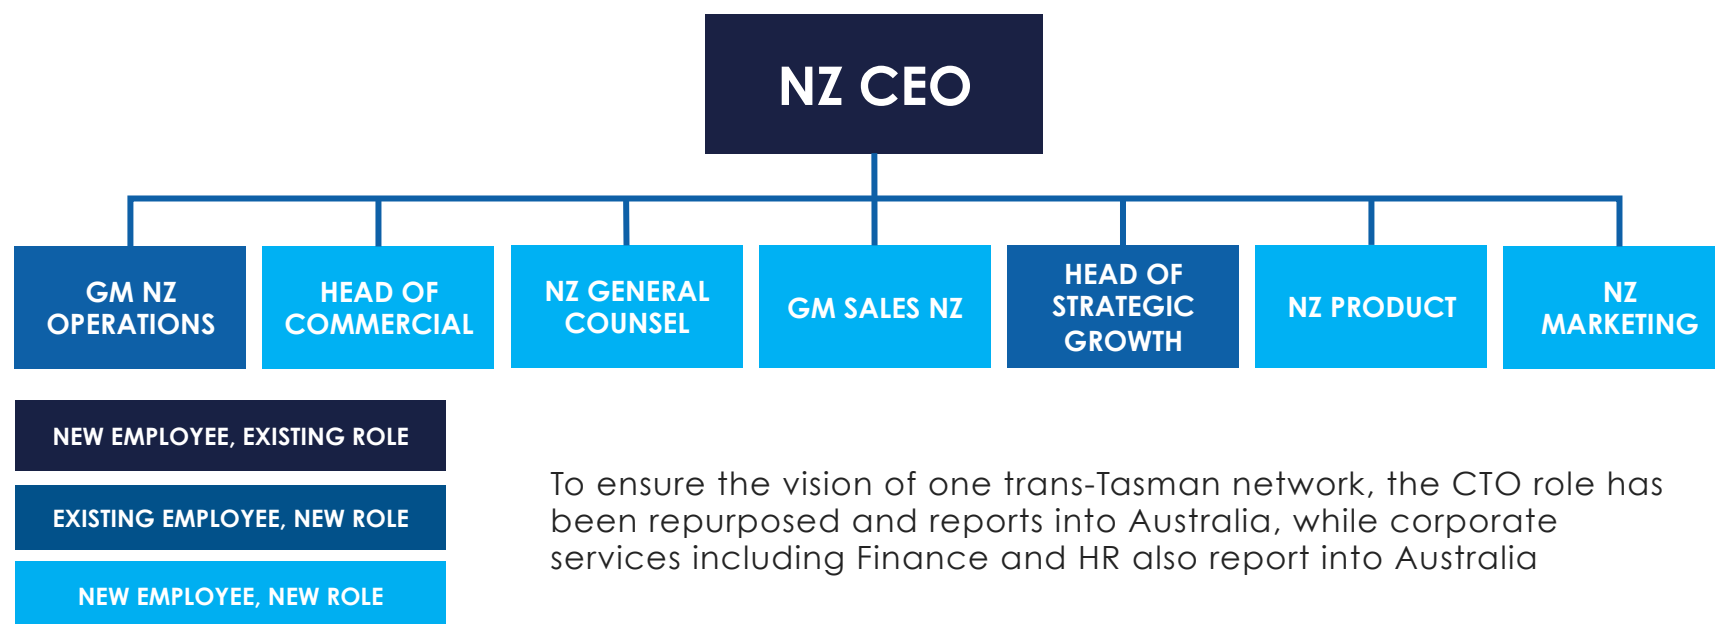 NZ CEO
GM NZ
OPERATIONS
HEAD OF
COMMERCIAL
NZ GENERAL
COUNSEL
GM SALES NZ
HEAD OF
STRATEGIC
GROWTH
NZ PRODUCT
NZ
MARKETING
NEW EMPLOYEE, EXISTING ROLE
EXISTING EMPLOYEE, NEW ROLE
NEW EMPLOYEE, NEW ROLE
To ensure the vision of one trans-Tasman network, the CTO role has
been repurposed and reports into Australia, while corporate
services including Finance and HR also report into Australia